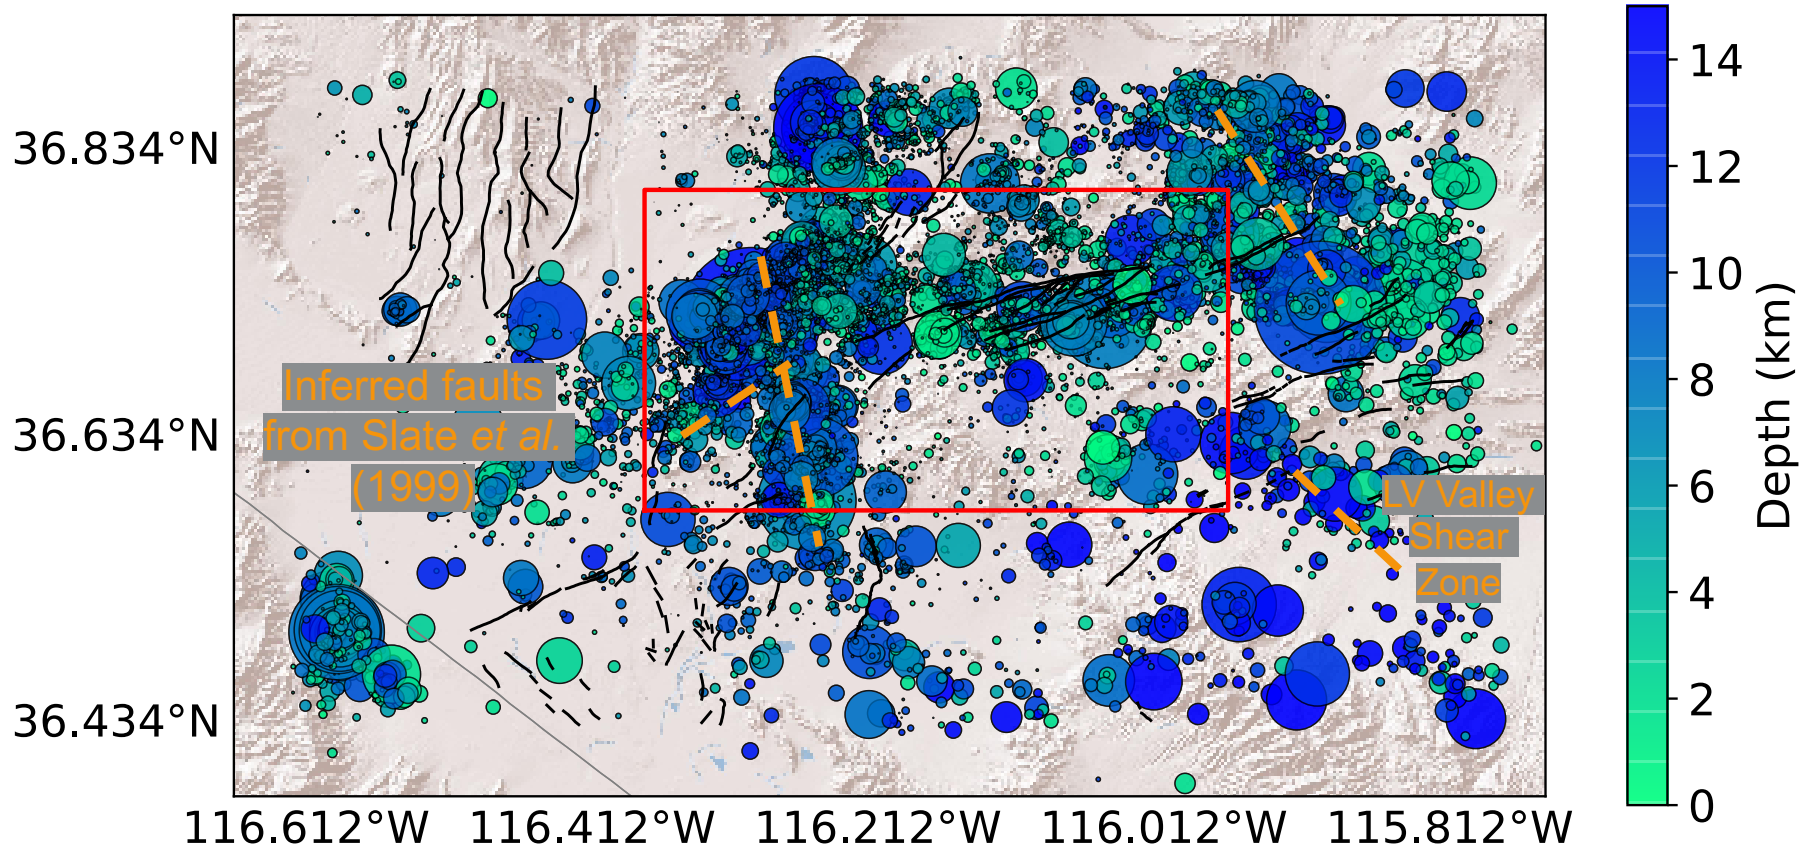 36.834°N
36.634°N
36.434°N
Inferred faults
from Slate et al.
(1999)
LV Valley
Shear
Zone
116.612°W
116.412°W
116.212°W
116.012°W
115.812°W
14
12
10
8
6
4
2
0
Depth (km)